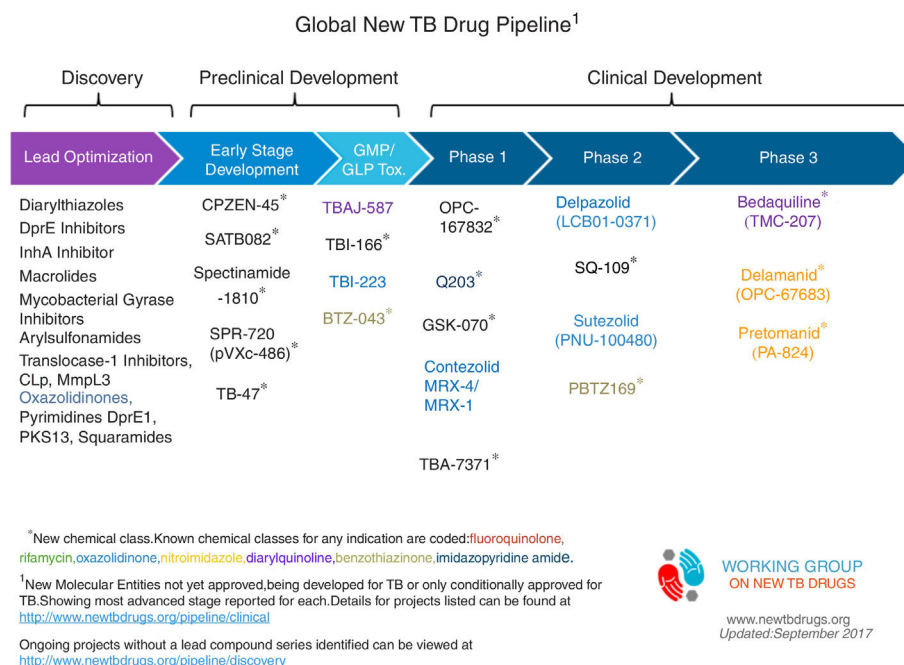 Global New TB Drug Pipeline1
Discovery
Preclinical Development
Clinical Development
Lead Optimization
Early Stage
Development
GMP/
GLP Tox.
Phase 1
Phase 2
Phase 3
Diarylthiazoles
DprE Inhibitors
InhA Inhibitor
Macrolides
Mycobacterial Gyrase
Inhibitors
Arylsulfonamides
Translocase-1 Inhibitors,
CLp, MmpL3
Oxazolidinones,
Pyrimidines DprE1,
PKS13, Squaramides
CPZEN-45*
SATB082*
Spectinamide
-1810*
SPR-720
(pVXc-486)*
TB-47*
TBAJ-587
TBI-166*
TBI-223
BTZ-043*
OPC-
167832*
Q203*
GSK-070*
Contezolid
MRX-4/
MRX-1
TBA-7371*
Delpazolid
(LCB01-0371)
SQ-109*
Sutezolid
(PNU-100480)
PBTZ169*
Bedaquiline*
(TMC-207)
Delamanid*
(OPC-67683)
Pretomanid*
(PA-824)
*New chemical class.Known chemical classes for any indication are coded:fluoroquinolone,
rifamycin,oxazolidinone,nitroimidazole,diarylquinoline,benzothiazinone,imidazopyridine amide.
1New Molecular Entities not yet approved,being developed for TB or only conditionally approved for
TB.Showing most advanced stage reported for each.Details for projects listed can be found at
http://www.newtbdrugs.org/pipeline/clinical
Ongoing projects without a lead compound series identified can be viewed at
http://www.newtbdrugs.org/pipeline/discovery
WORKING GROUP
ON NEW TB DRUGS
www.newtbdrugs.org
Updated:September 2017